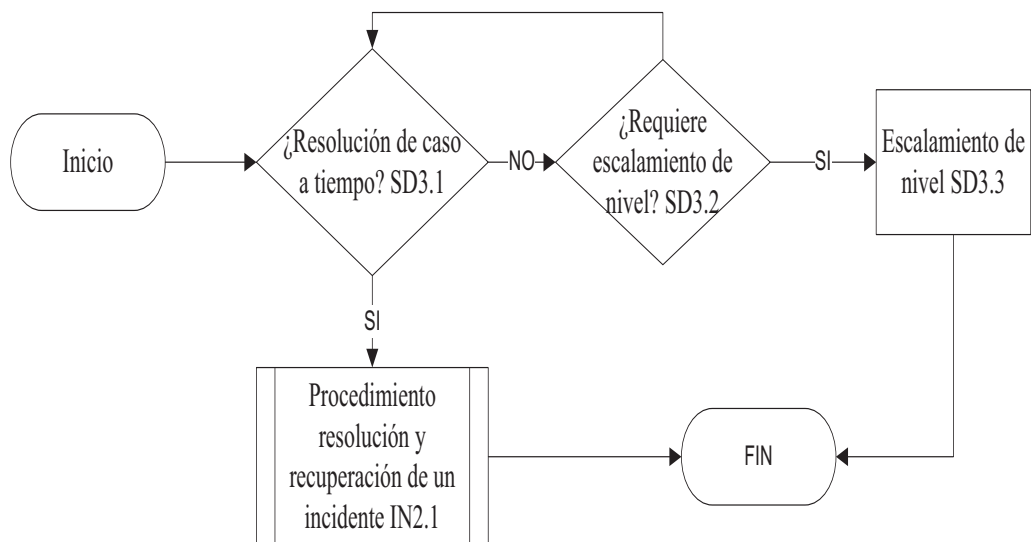 Inicio
¿Resolución de caso
a tiempo? SD3.1
NO
¿Requiere
escalamiento de
nivel? SD3.2
SI
Escalamiento de
nivel SD3.3
SI
Procedimiento
resolución y
recuperación de un
incidente IN2.1
FIN